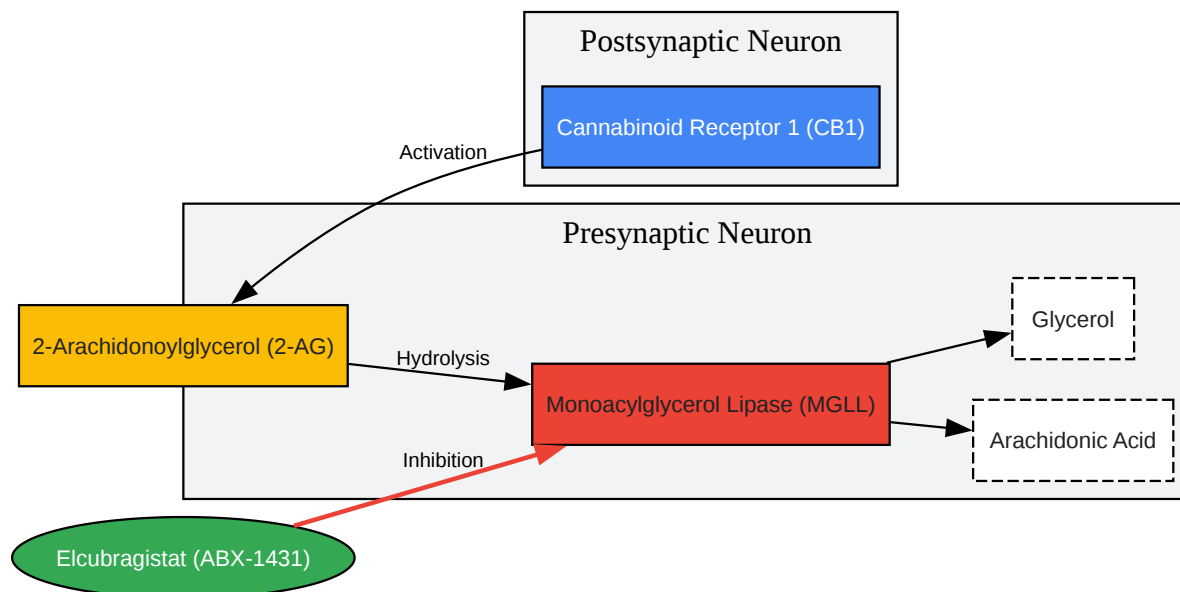 Postsynaptic Neuron
Cannabinoid Receptor 1 (CB1)
Activation
Presynaptic Neuron
Glycerol
2-Arachidonoylglycerol (2-AG)
Hydrolysis
Monoacylglycerol Lipase (MGLL)
Arachidonic Acid
Inhibition
Elcubragistat (ABX-1431)